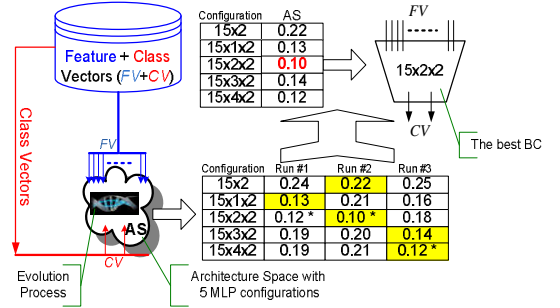 Configuration AS
15x2 0.22
15x1x2 0.13
15x2x2 0.10
15x3x2 0.14
15x4x2 0.12
FV
15x2x2
CV
The best BC
Feature + Class
Vectors (FV+CV)
Class Vectors
FV
AS
CV
Configuration Run #1 Run #2 Run #3
15x2 0.24 0.22 0.25
15x1x2 0.13 0.21 0.16
15x2x2 0.12 * 0.10 * 0.18
15x3x2 0.19 0.20 0.14
15x4x2 0.19 0.21 0.12 *
Evolution
Process
Architecture Space with
5 MLP configurations